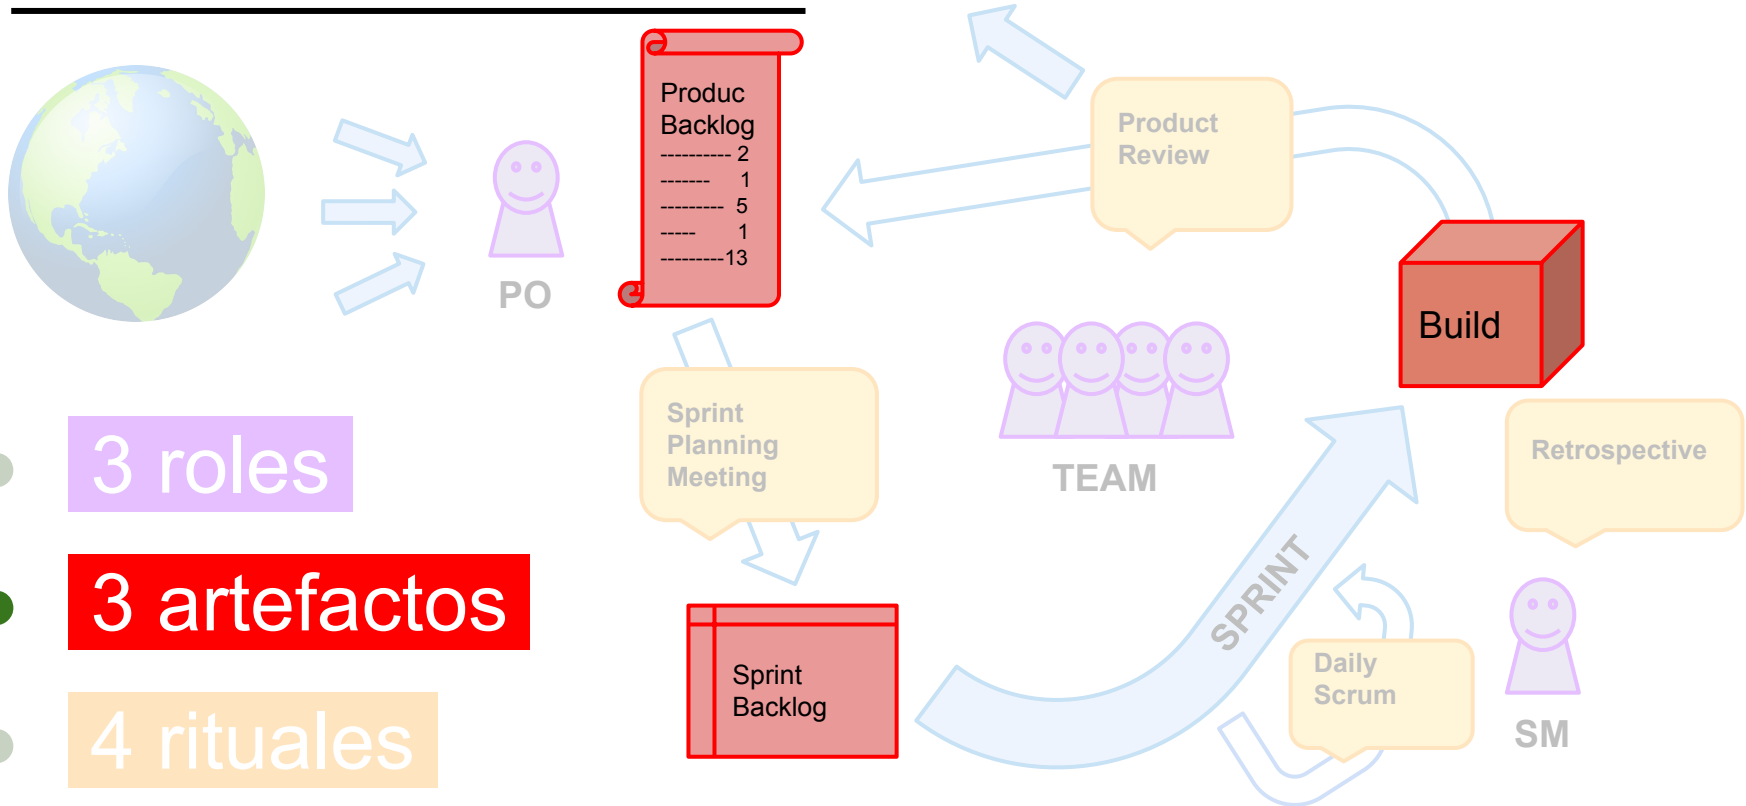 Produc
Backlog
---------- 2
------- 1
--------- 5
----- 1
---------13
PO
Product
Review
Build
Sprint
Planning
Meeting
TEAM
Retrospective
3 roles
3 artefactos
4 rituales
Sprint
Backlog
SPRINT
Daily
Scrum
SM